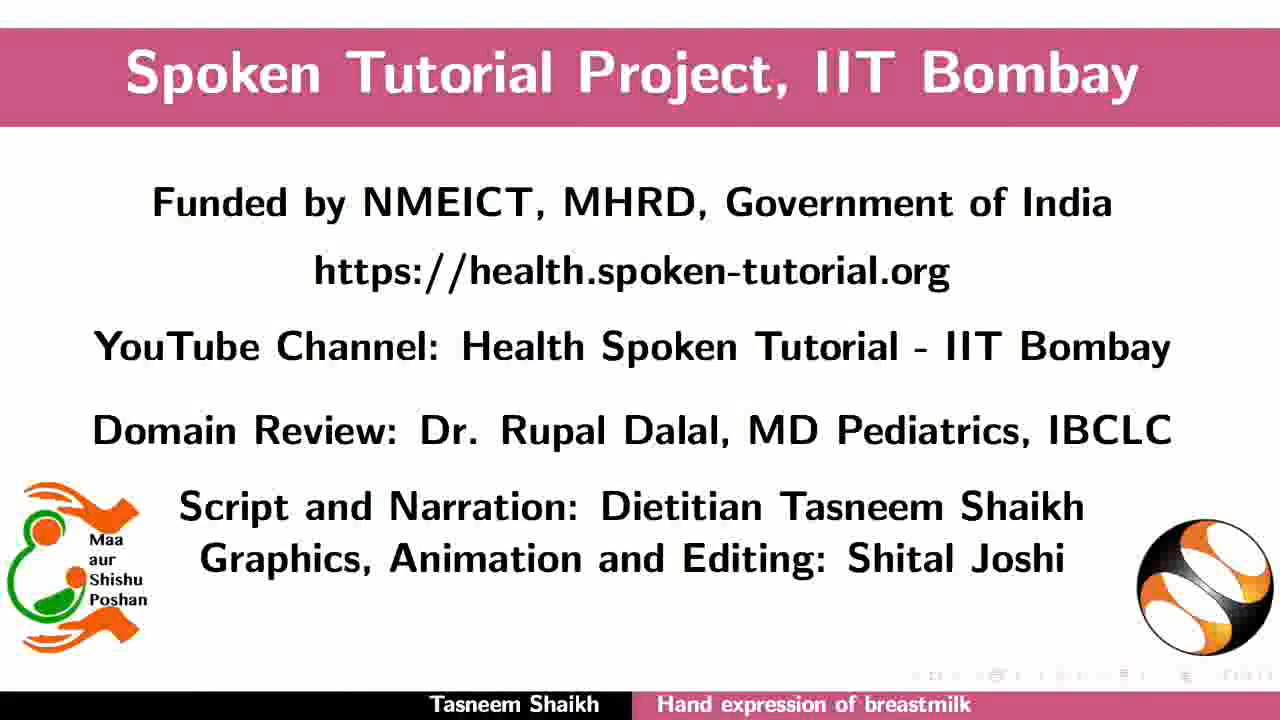 Spoken Tutorial Project, IIT Bombay
Funded by NMEICT, MHRD, Government of India
https://health.spoken-tutorial.org
YouTube Channel: Health Spoken Tutorial - IIT Bombay
Domain Review: Dr. Rupal Dalal, MD Pediatrics, IBCLC
Script and Narration: Dietitian Tasneem Shaikh
Graphics, Animation and Editing: Shital Joshi
Maa
aur
Shishu
Poshan
Tasneem Shaikh
Hand expression of breastmilk